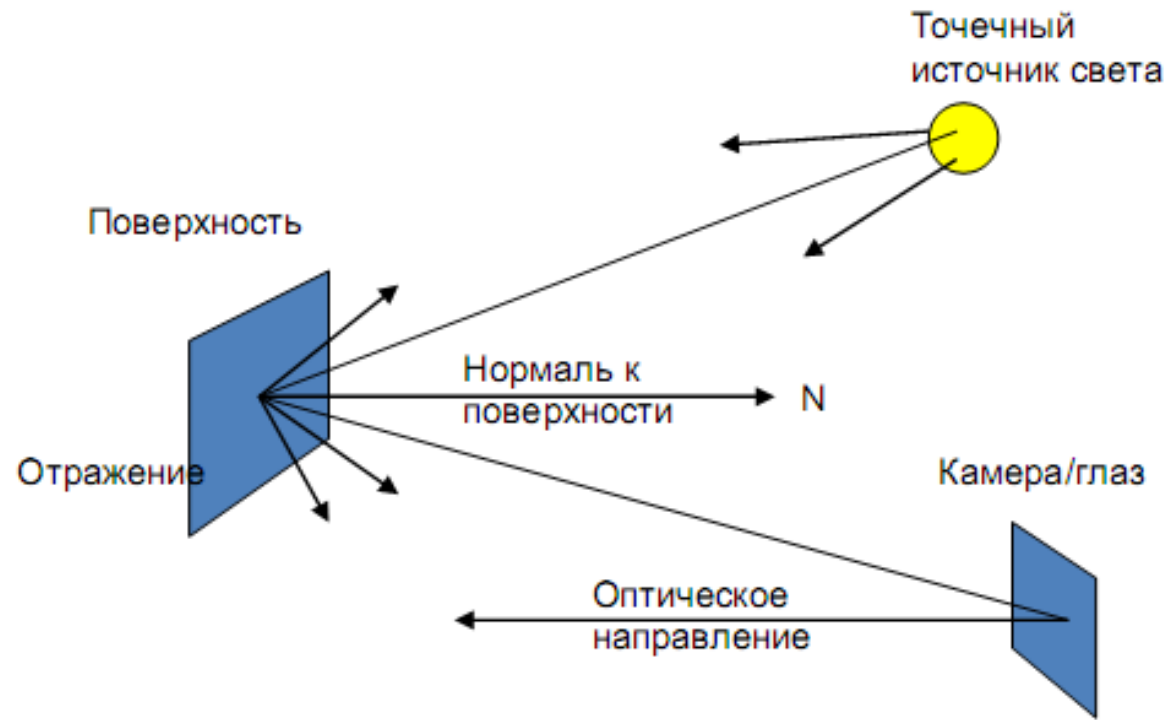 Точечный
источник света
Поверхность
Нормаль к
поверхности
N
Отражение
Камера/глаз
Оптическое
направление